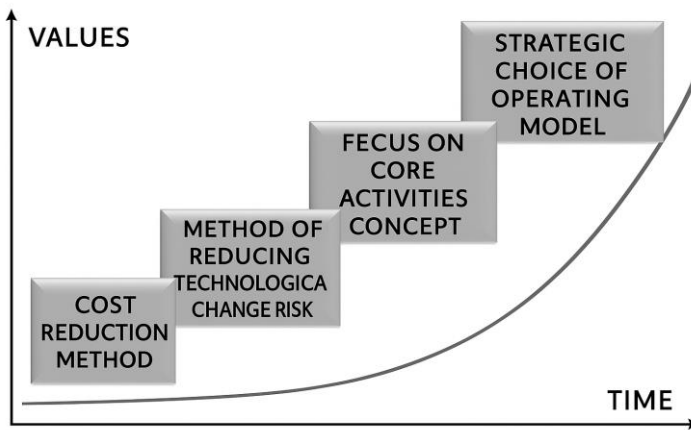 VALUES
STRATEGIC
CHOICE OF
OPERATING
MODEL
FECUS ON
CORE
ACTIVITIES
CONCEPT
METHOD OF
REDUCING
TECHNOLOGICA
CHANGE RISK
COST
REDUCTION
METHOD
TIME